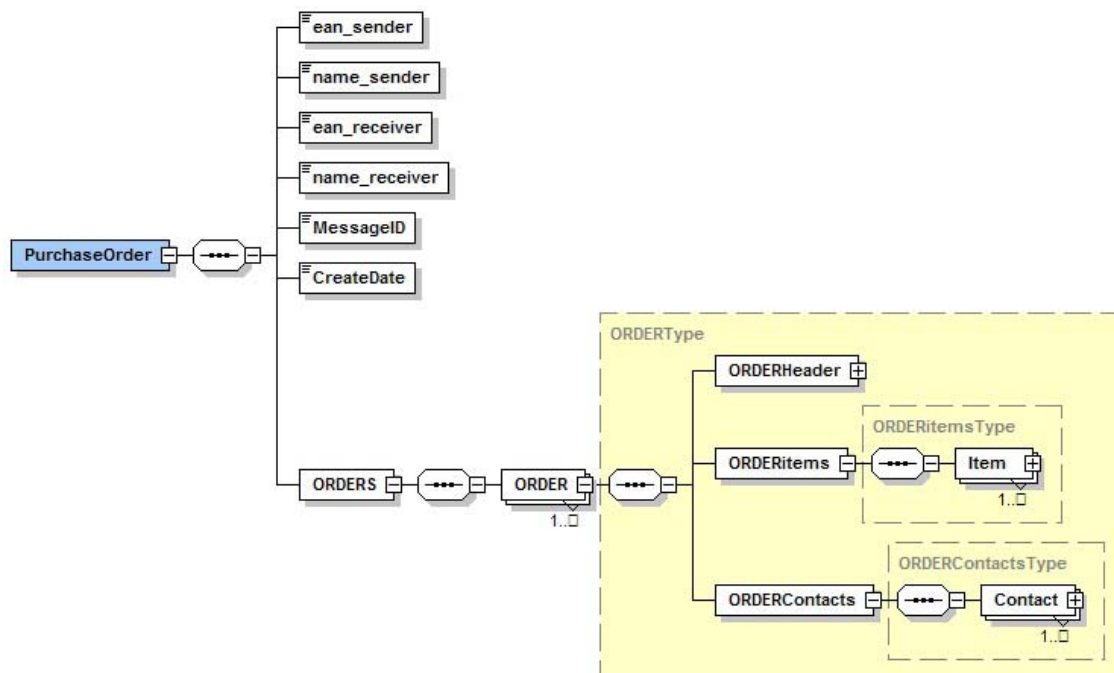 ean_sender
name_sender
ean_receiver
name_receiver
MessageID
PurchaseOrder
CreateDate
ORDERType
ORDERHeader
ORDERitemsType
ORDERitems
Item
ORDERS
ORDER
1..□
1..□
ORDERContactsType
ORDERContacts
Contact
1..□